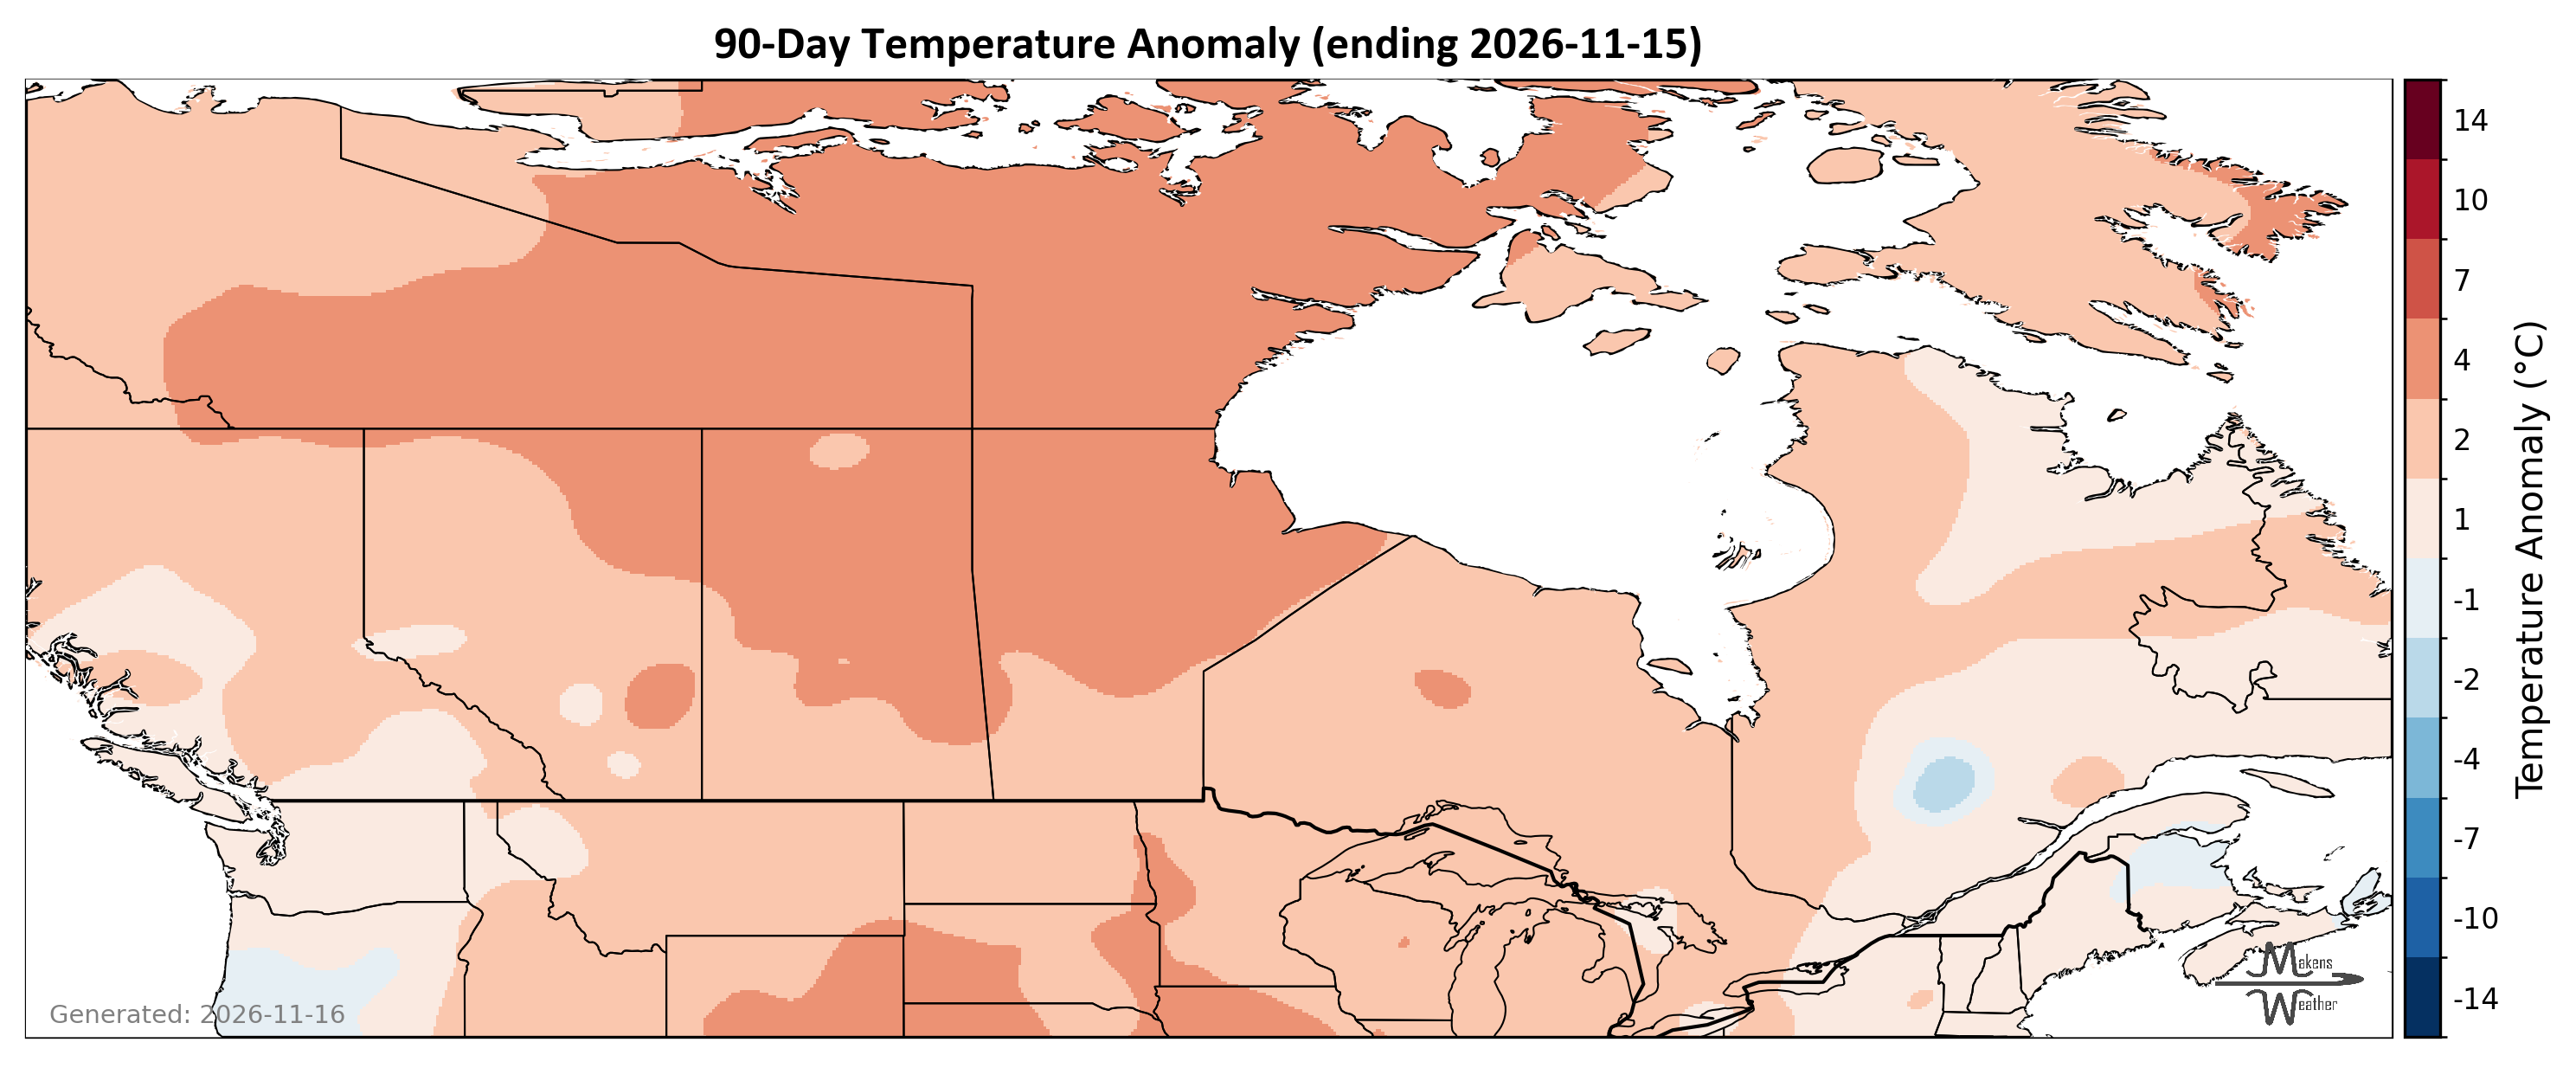 90-Day Temperature Anomaly (ending 2026-11-15)
14
10
7
4
2
1
-1
-2
-4
-7
-10
-14
Temperature Anomaly (°C)
Generated: 2026-11-16
Makens
Weather